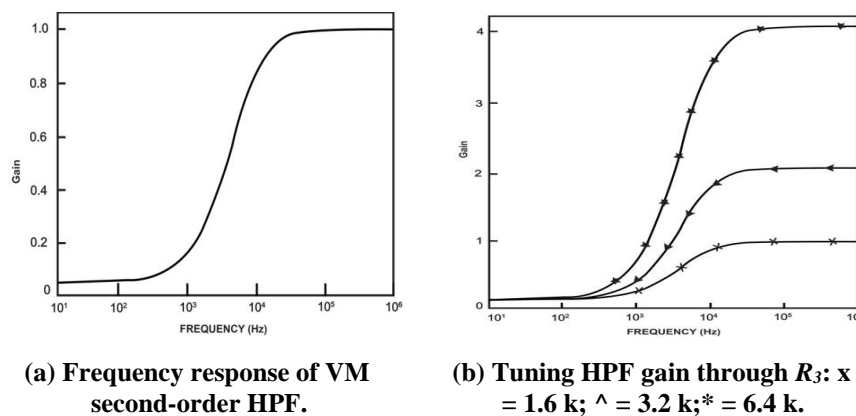 1.0
0.8
0.6
0.4
0.2
0
Gain
10¹ 10² 10³ 10⁴ 10⁵ 10⁶
FREQUENCY (Hz)
(a) Frequency response of VM
second-order HPF.
4
3
2
1
0
Gain
10¹ 10² 10³ 10⁴ 10⁵
FREQUENCY (Hz)
(b) Tuning HPF gain through R₃: x
= 1.6 k; ^ = 3.2 k;* = 6.4 k.